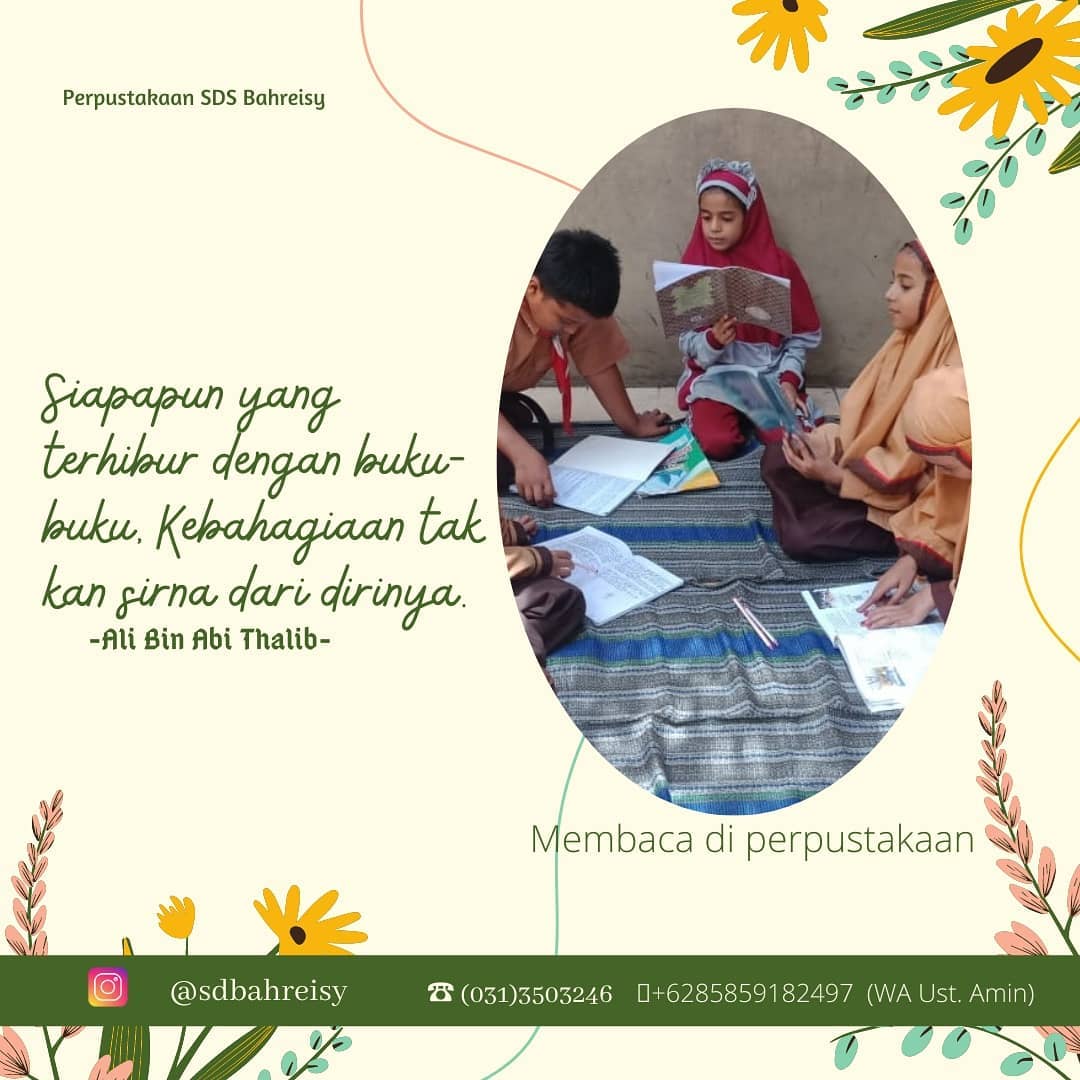 Perpustakaan SDS Bahreisy
Siapapun yang
terhibur dengan buku-
buku, Kebahagiaan tak
kan sirna dari dirinya.
-Ali Bin Abi Thalib-
Membaca di perpustakaan
@sdbahreisy
☎ (031)3503246
+6285859182497 (WA Ust. Amin)